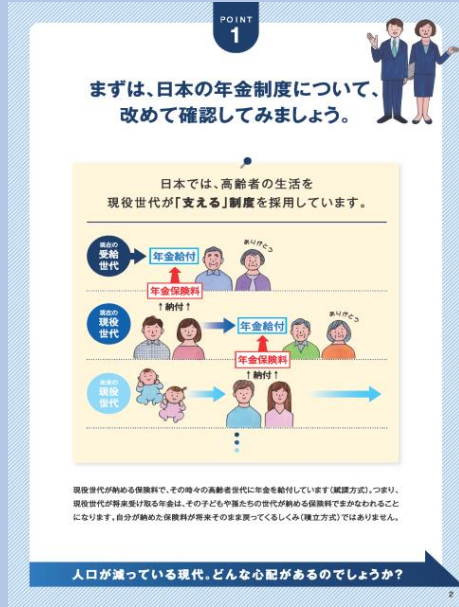 POINT
1
まずは、日本の年金制度について、
改めて確認してみましょう。
日本では、高齢者の生活を
現役世代が「支える」制度を採用しています。
現在の
受給
世代
年金給付
ありがとう
年金保険料
↑納付↑
現在の
現役
世代
年金給付
ありがとう
年金保険料
↑納付↑
未来の
現役
世代
現役世代が納める保険料で、その時々の高齢者世代に年金を給付しています(賦課方式)。つまり、
現役世代が将来受け取る年金は、その子どもや孫たちの世代が納める保険料でまかなわれること
になります。自分が納めた保険料が将来そのまま戻ってくるしくみ(積立方式)ではありません。
人口が減っている現代。どんな心配があるのでしょうか?
2